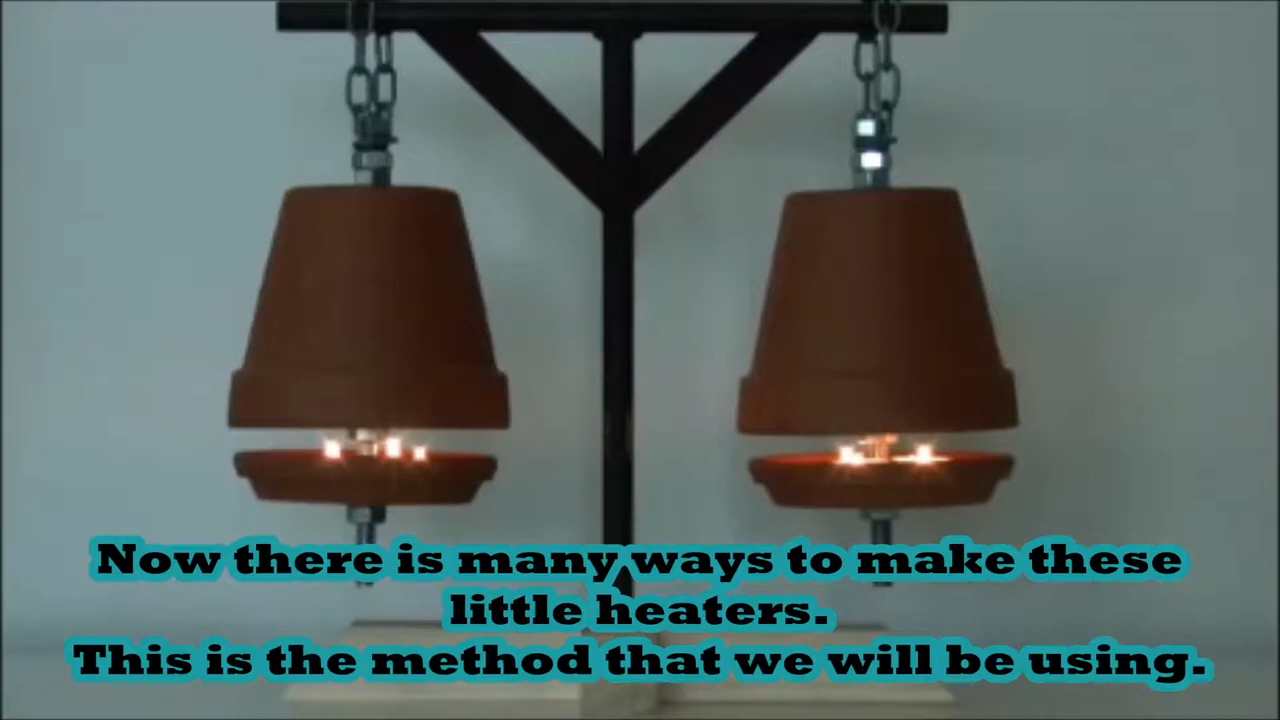 Now there is many ways to make these
little heaters.
This is the method that we will be using.